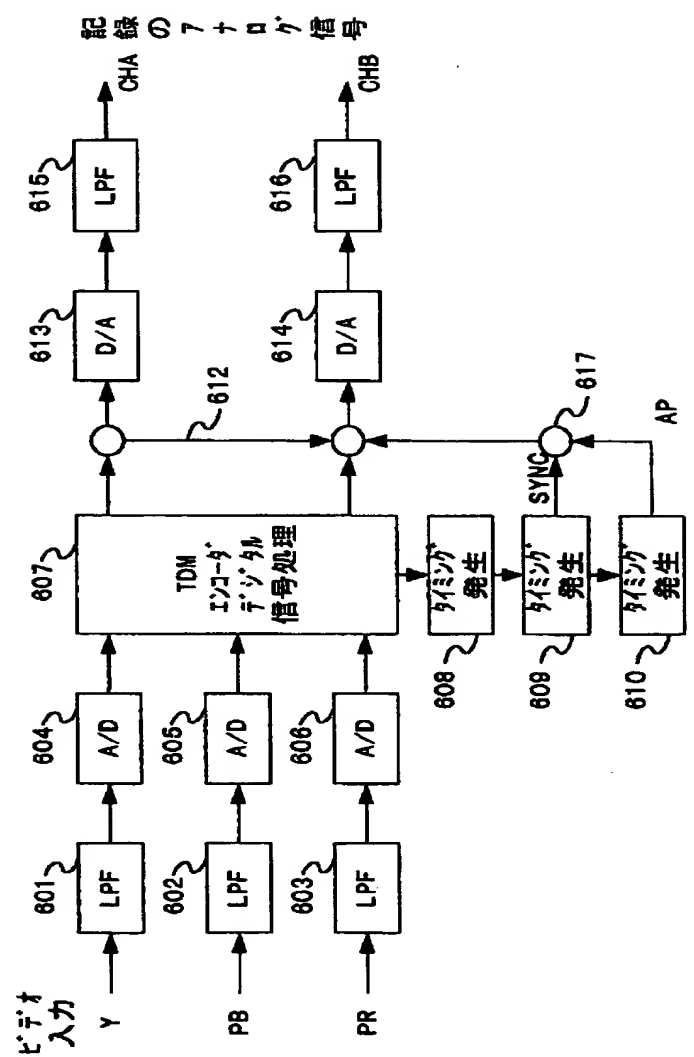 ビデオ
入力
Y
PB
PR
601
LPF
602
LPF
603
LPF
604
A/D
605
A/D
606
A/D
607
TDM
エンコーダ
デジタル
信号処理
608
タイミング
発生
609
タイミング
発生
610
タイミング
発生
SYNC
AP
617
612
613
D/A
614
D/A
615
LPF
616
LPF
CHA
CHB
記録のアナログ信号